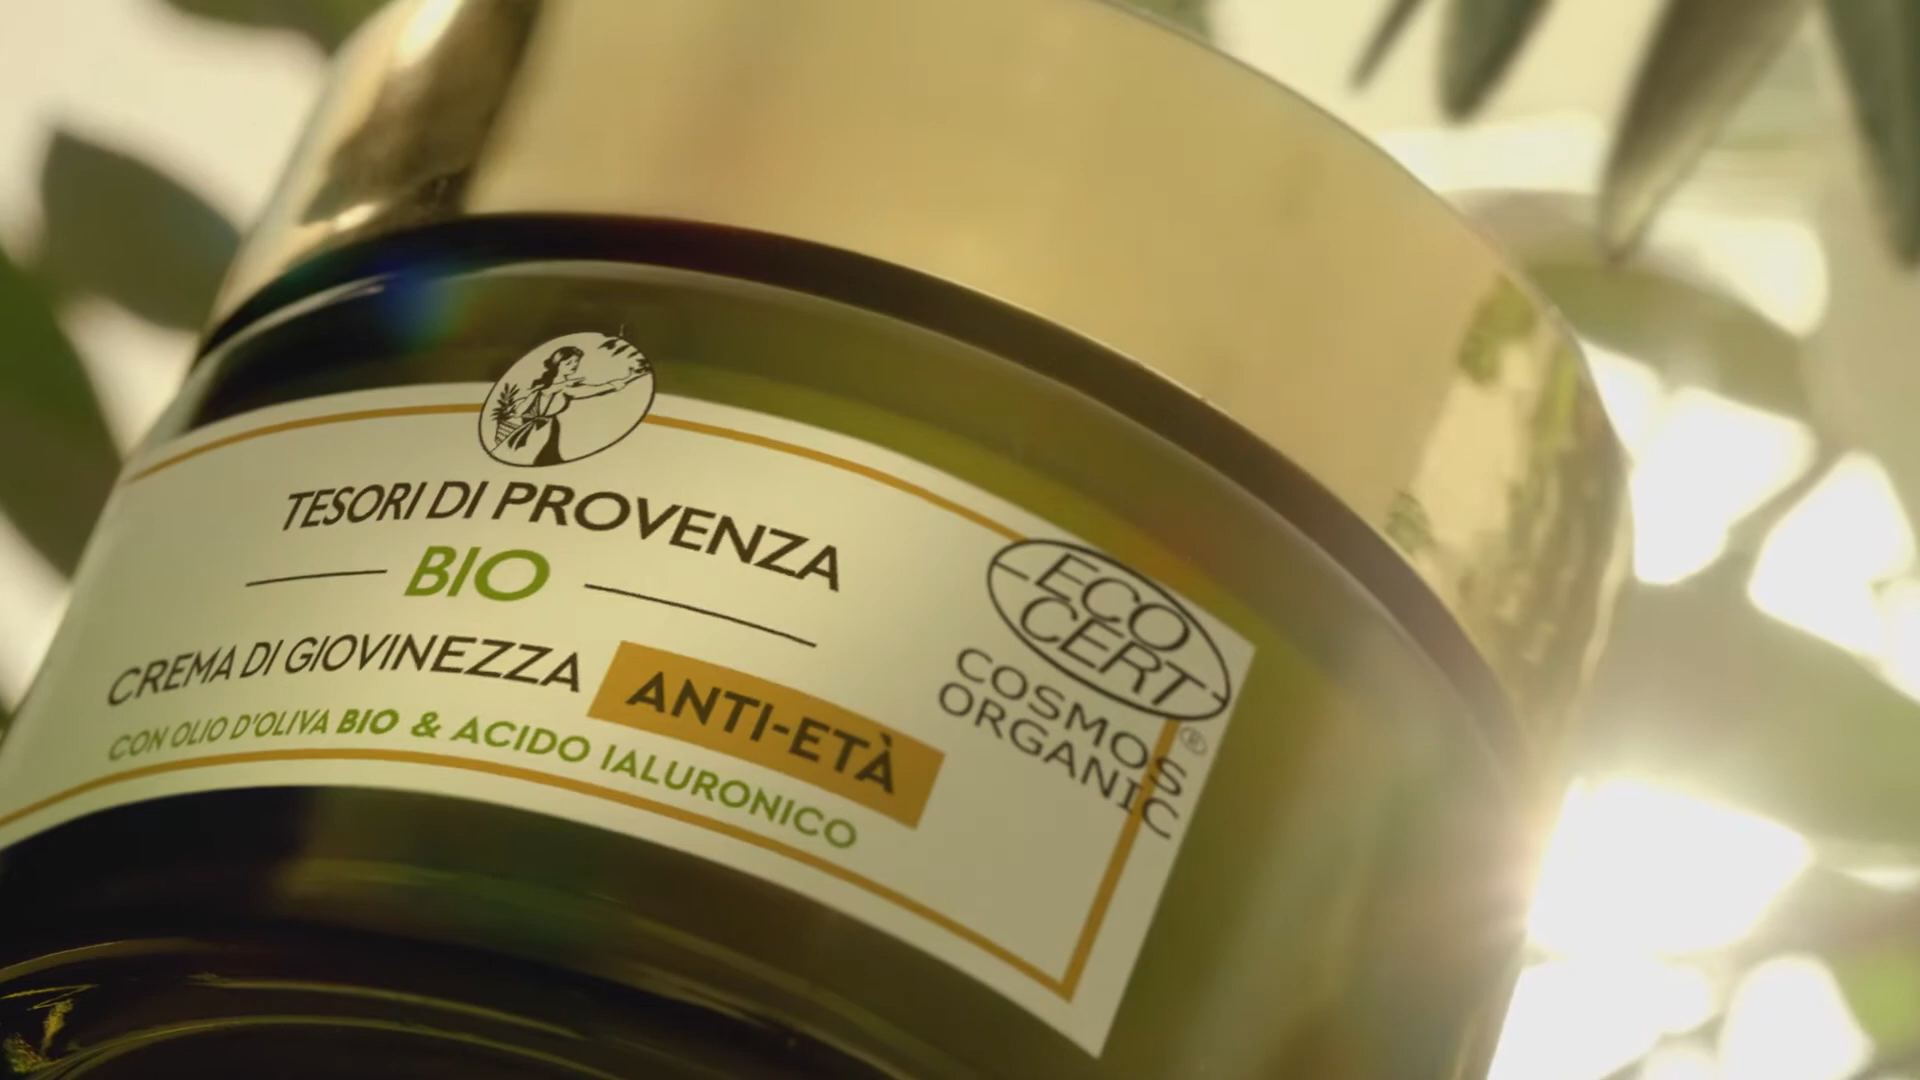 TESORI DI PROVENZA
BIO
CREMA DI GIOVINEZZA ANTI-ETÀ
CON OLIO D'OLIVA BIO & ACIDO IALURONICO
ECO
CERT
COSMOS
ORGANIC
®